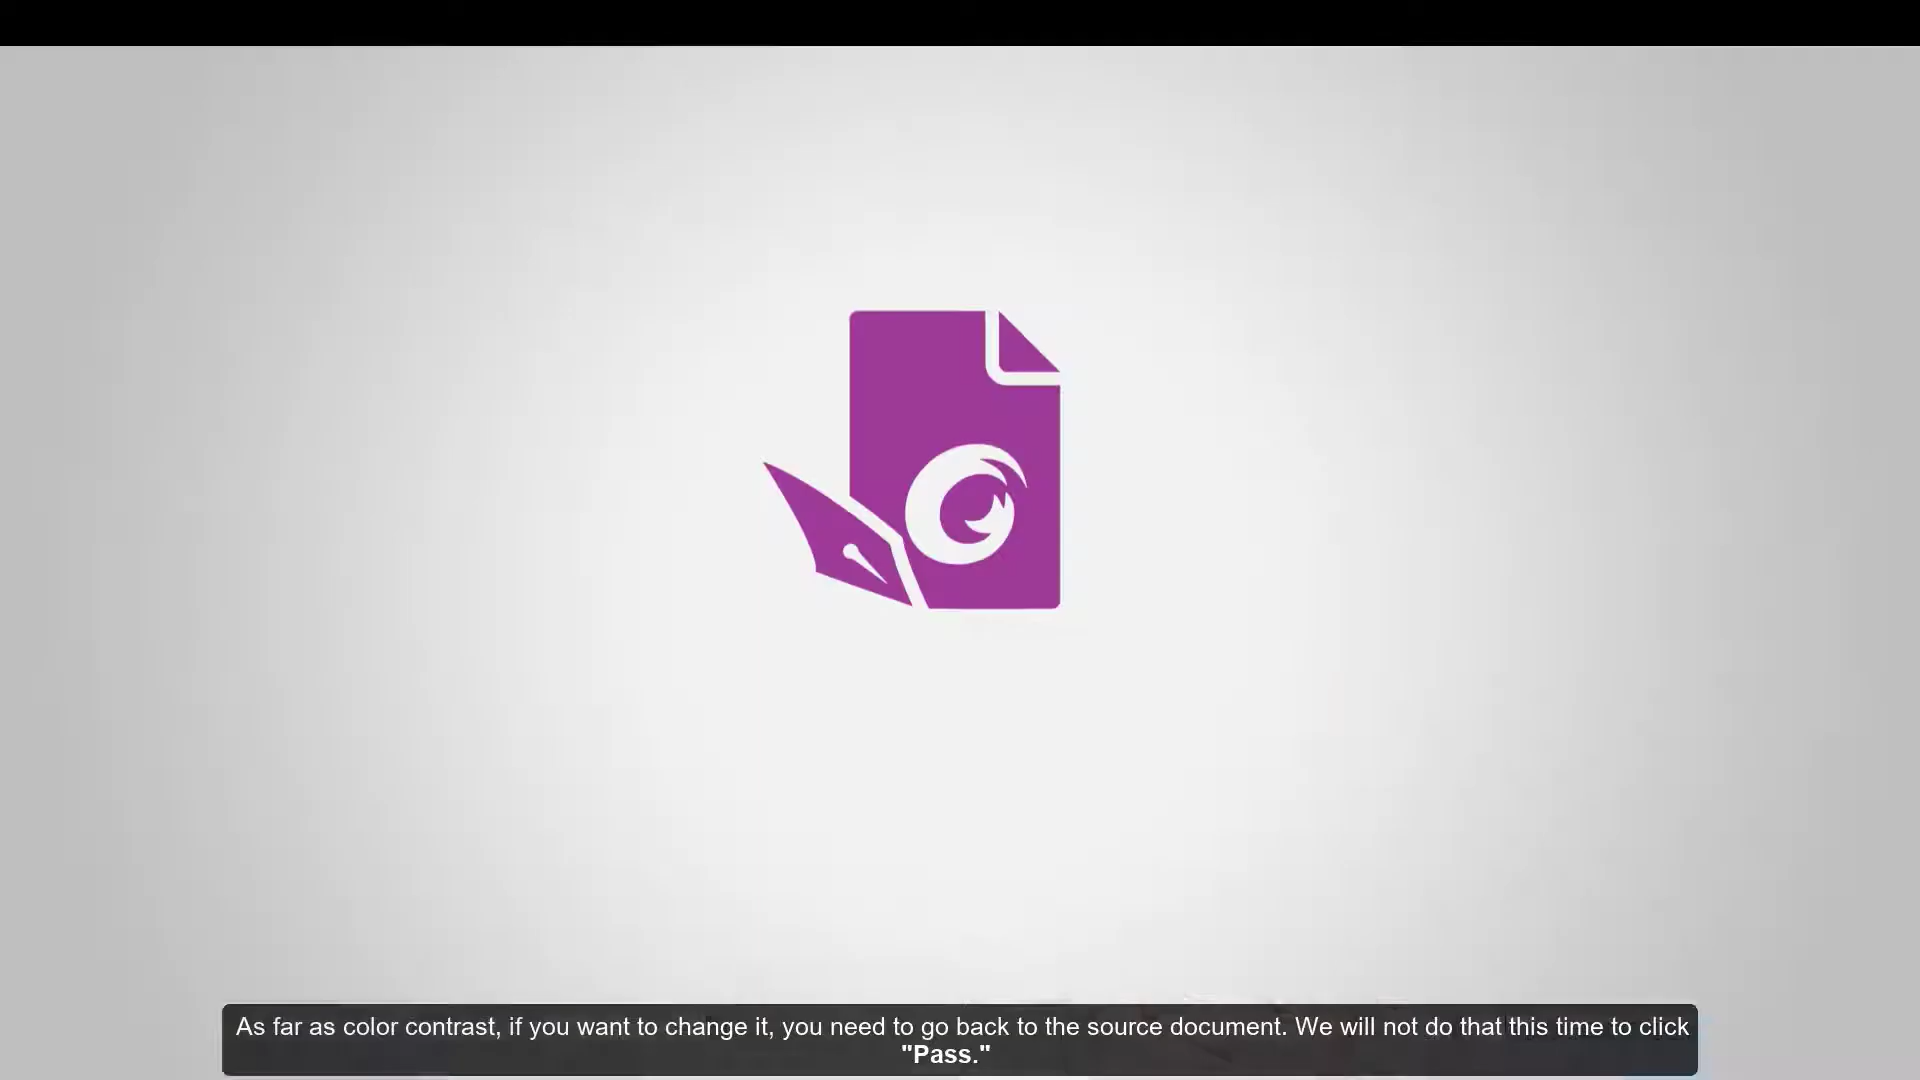 As far as color contrast, if you want to change it, you need to go back to the source document. We will not do that this time to click
"Pass."